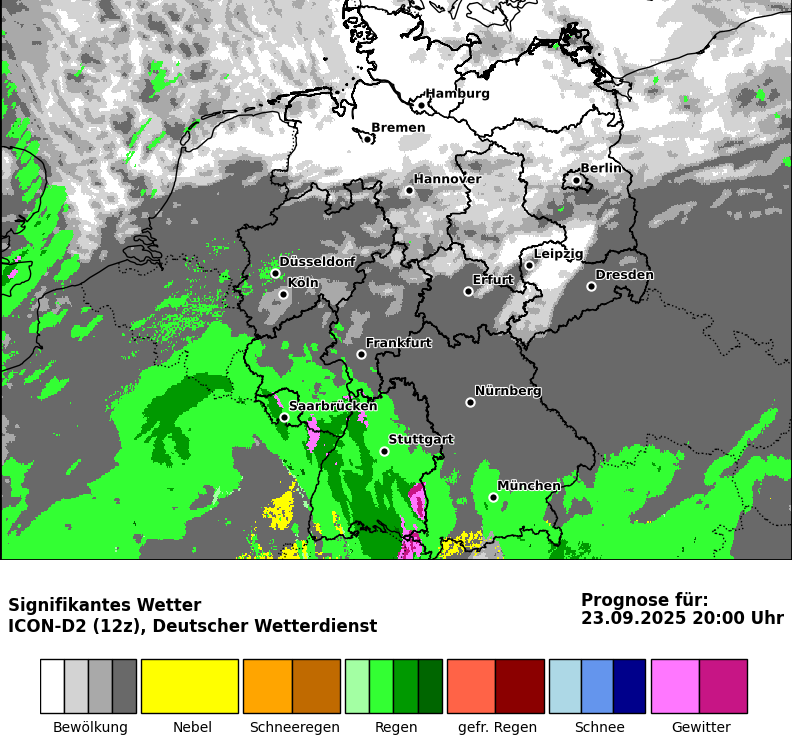 Hamburg
Bremen
Berlin
Hannover
Leipzig
Düsseldorf
Dresden
Köln
Erfurt
Frankfurt
Nürnberg
Saarbrücken
Stuttgart
München
Signifikantes Wetter
ICON-D2 (12z), Deutscher Wetterdienst
Prognose für:
23.09.2025 20:00 Uhr
Bewölkung
Nebel
Schneeregen
Regen
gefr. Regen
Schnee
Gewitter